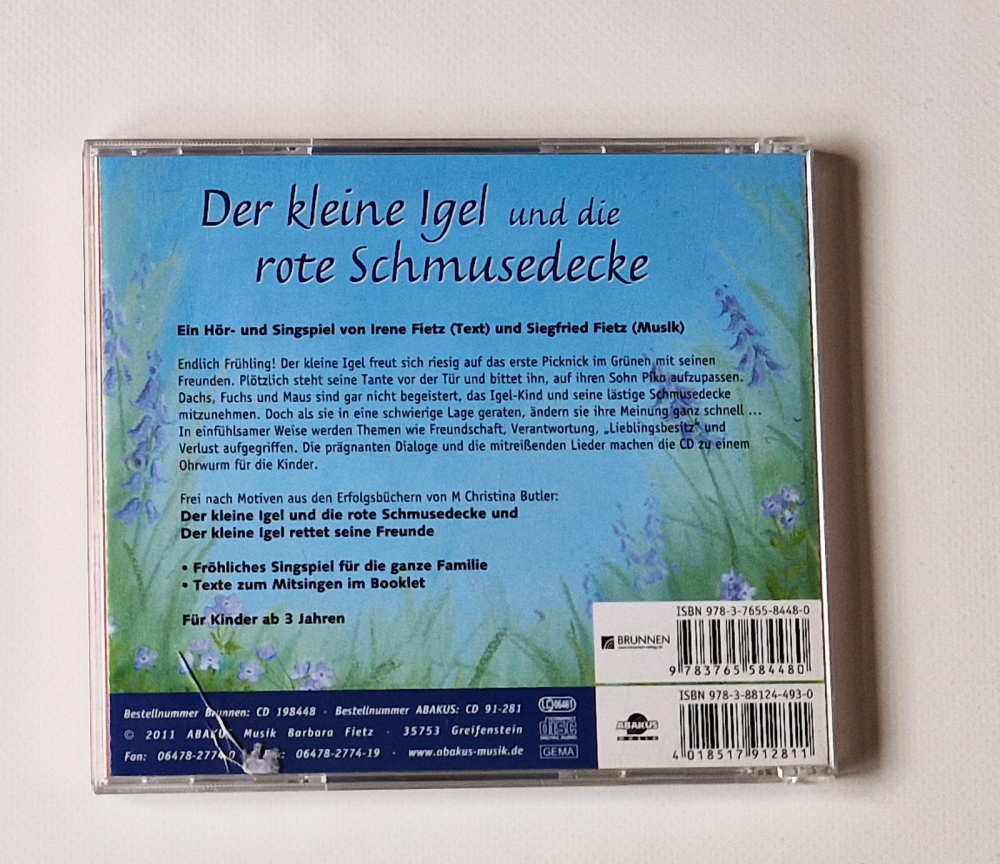 Der kleine Igel und die
rote Schmusedecke
Ein Hör- und Singspiel von Irene Fietz (Text) und Siegfried Fietz (Musik)
Endlich Frühling! Der kleine Igel freut sich riesig auf das erste Picknick im Grünen mit seinen
Freunden. Plötzlich steht seine Tante vor der Tür und bittet ihn, auf ihren Sohn Piko aufzupassen.
Dachs, Fuchs und Maus sind gar nicht begeistert, das Igel-Kind und seine lästige Schmusedecke
mitzunehmen. Doch als sie in eine schwierige Lage geraten, ändern sie ihre Meinung ganz schnell ...
In einfühlsamer Weise werden Themen wie Freundschaft, Verantwortung, „Lieblingsbesitz“ und
Verlust aufgegriffen. Die prägnanten Dialoge und die mitreißenden Lieder machen die CD zu einem
Ohrwurm für die Kinder.
Frei nach Motiven aus den Erfolgsbüchern von M Christina Butler:
Der kleine Igel und die rote Schmusedecke und
Der kleine Igel rettet seine Freunde
• Fröhliches Singspiel für die ganze Familie
• Texte zum Mitsingen im Booklet
Für Kinder ab 3 Jahren
ISBN 978-3-7655-8448-0
BRUNNEN
9 783765 584480
ISBN 978-3-88124-493-0
ABAKUS
4 018517 912811
Bestellnummer Brunnen: CD 198448 · Bestellnummer ABAKUS: CD 91-281
LC 06461
© 2011 ABAKUS Musik Barbara Fietz · 35753 Greifenstein
disc
Fon: 06478-2774-0 06478-2774-19 · www.abakus-musik.de
GEMA